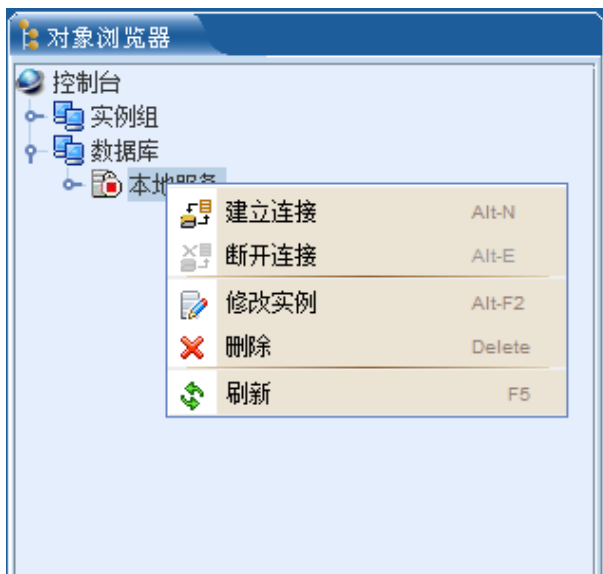 对象浏览器
控制台
实例组
数据库
本地服务
建立连接 Alt-N
断开连接 Alt-E
修改实例 Alt-F2
删除 Delete
刷新 F5